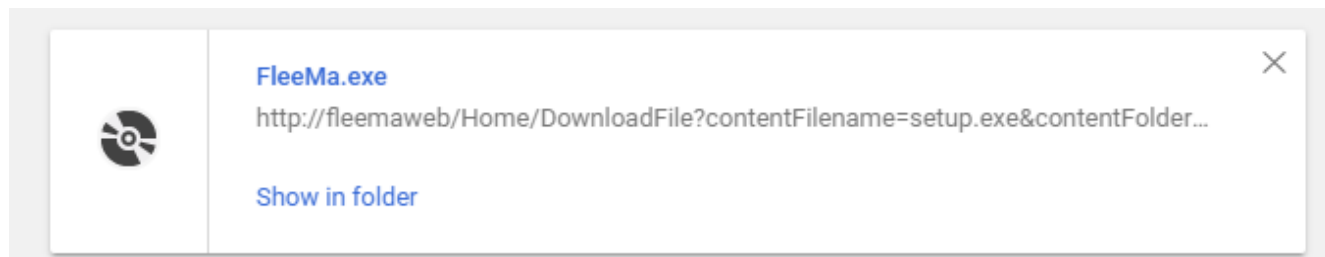 FleeMa.exe
http://fleemaweb/Home/DownloadFile?contentFilename=setup.exe&contentFolder...
Show in folder